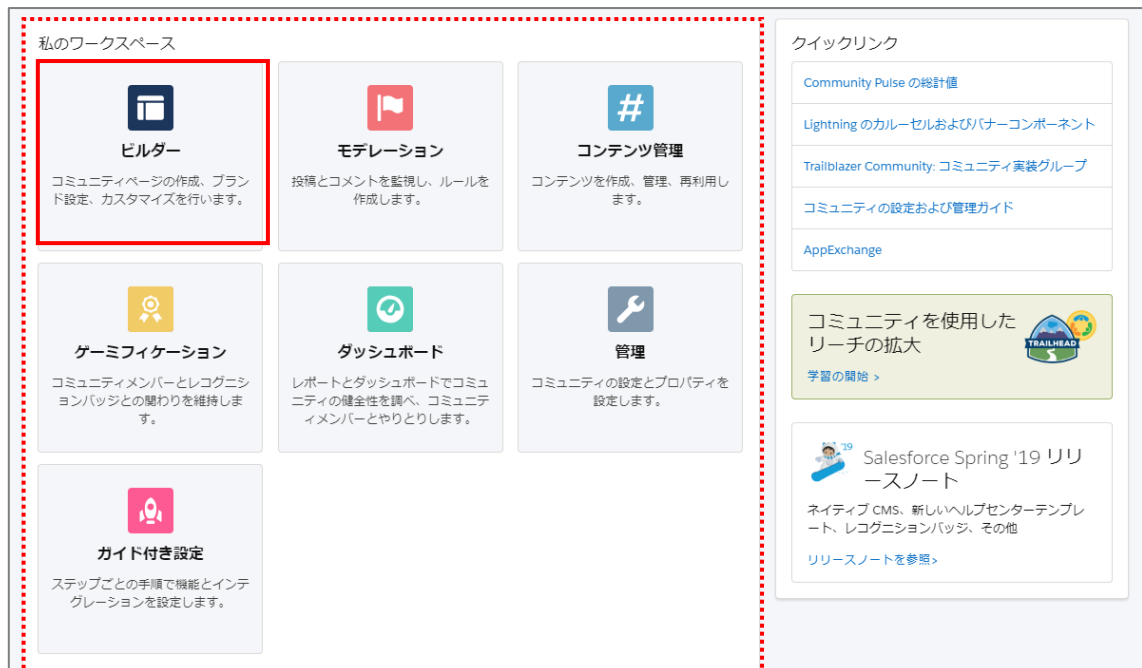 私のワークスペース
ビルダー
コミュニティページの作成、ブラン
ド設定、カスタマイズを行います。
モデレーション
投稿とコメントを監視し、ルールを
作成します。
#
コンテンツ管理
コンテンツを作成、管理、再利用し
ます。
ゲーミフィケーション
コミュニティメンバーとレコグニシ
ョンバッジとの関わりを維持しま
す。
ダッシュボード
レポートとダッシュボードでコミュ
ニティの健全性を調べ、コミュニテ
ィメンバーとやりとりします。
管理
コミュニティの設定とプロパティを
設定します。
ガイド付き設定
ステップごとの手順で機能とインテ
グレーションを設定します。
クイックリンク
Community Pulse の総計値
Lightning のカルーセルおよびバナーコンポーネント
Trailblazer Community: コミュニティ実装グループ
コミュニティの設定および管理ガイド
AppExchange
コミュニティを使用した
リーチの拡大
学習の開始 >
TRAILHEAD
'19
Salesforce Spring '19 リリ
ースノート
ネイティブ CMS、新しいヘルプセンターテンプレ
ート、レコグニションバッジ、その他
リリースノートを参照>